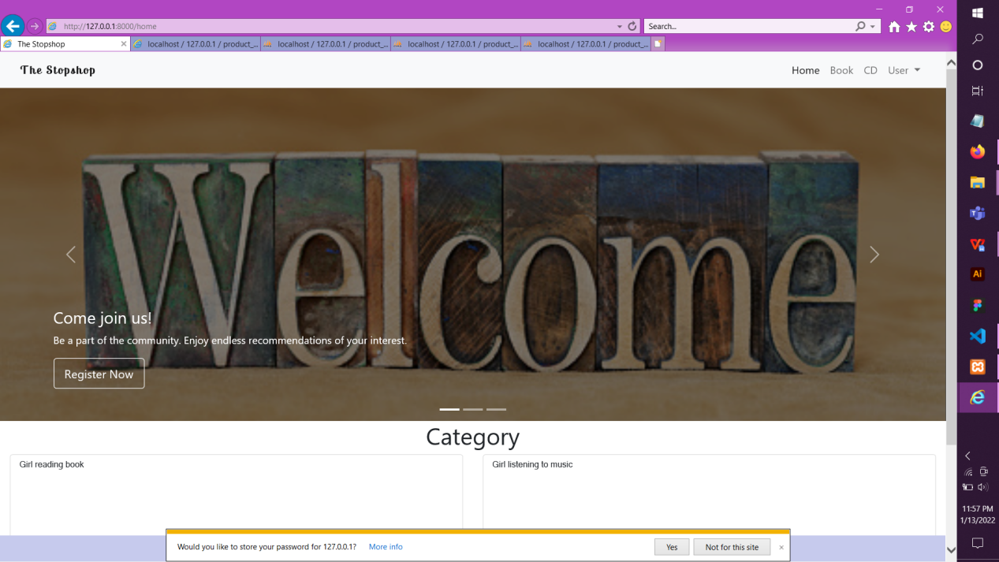 http://127.0.0.1:8000/home
Search...
The Stopshop
localhost / 127.0.0.1 / product_...
localhost / 127.0.0.1 / product_...
localhost / 127.0.0.1 / product_...
localhost / 127.0.0.1 / product_...
The Stopshop
Home
Book
CD
User
Welcome
Come join us!
Be a part of the community. Enjoy endless recommendations of your interest.
Register Now
Category
Girl reading book
Girl listening to music
Would you like to store your password for 127.0.0.1?
More info
Yes
Not for this site
Ai
11:57 PM
1/13/2022